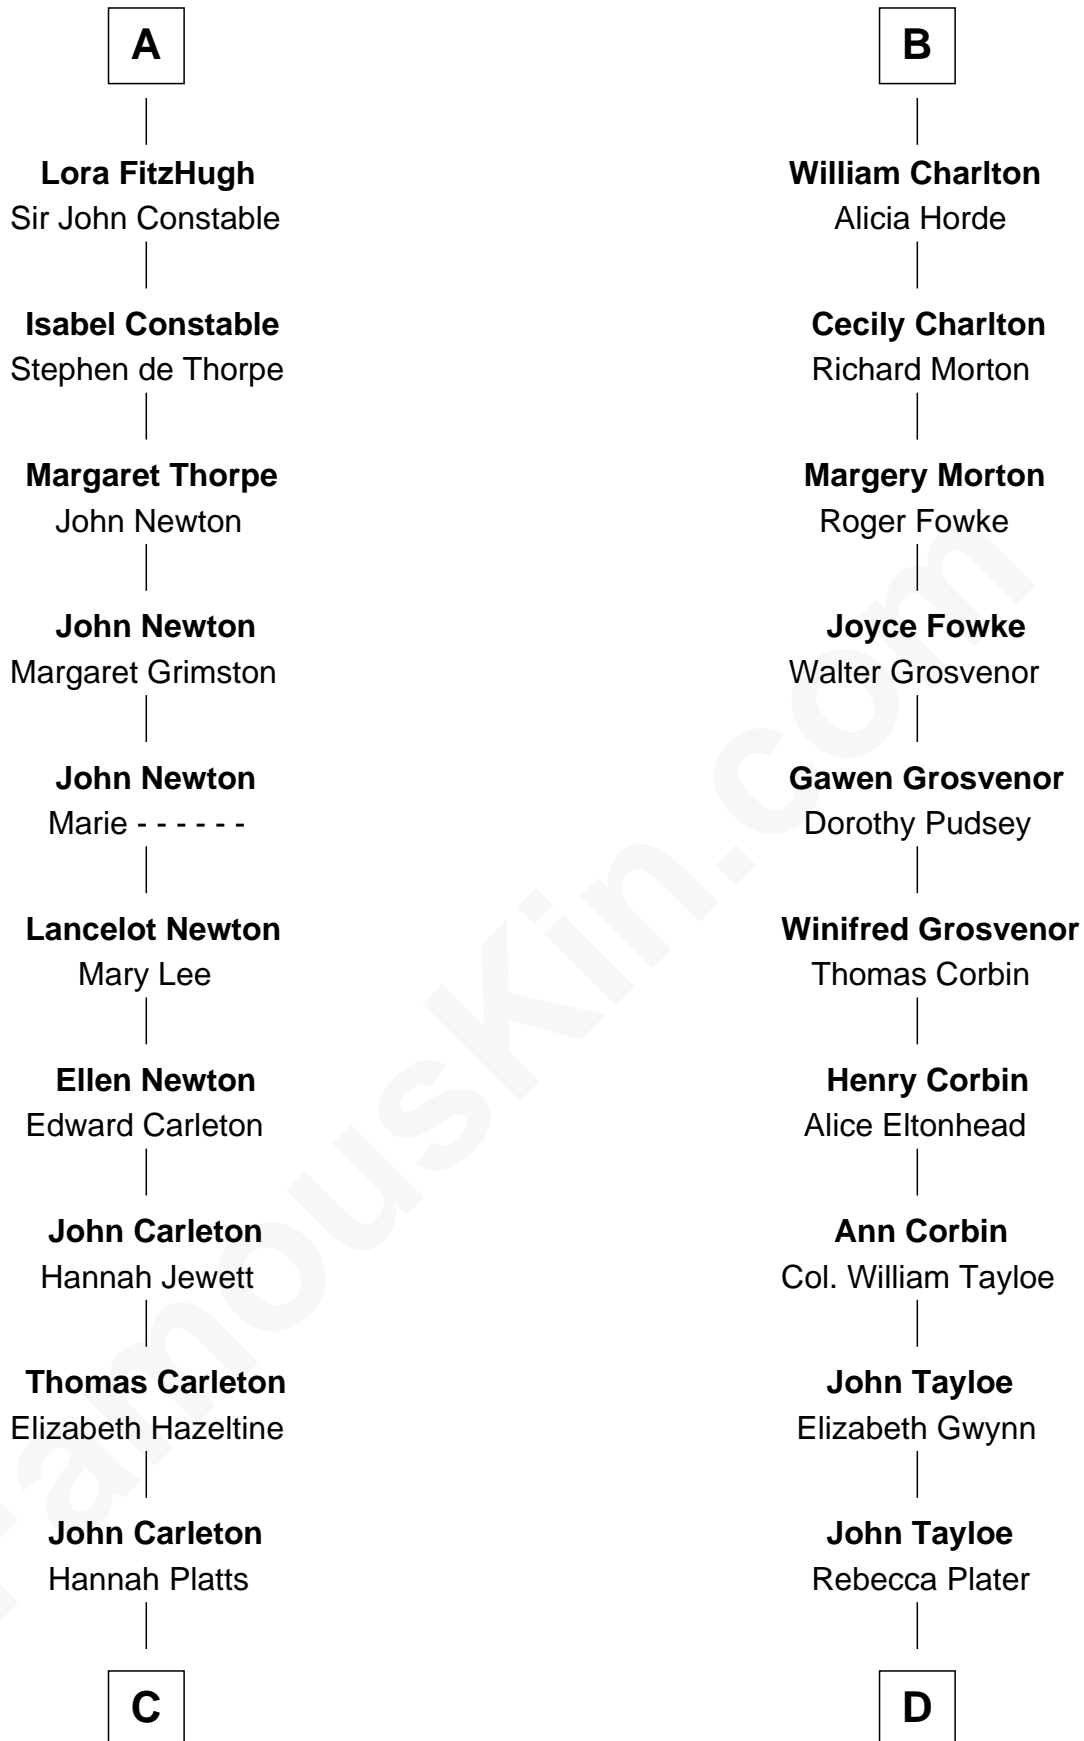 A
Lora FitzHugh
Sir John Constable
Isabel Constable
Stephen de Thorpe
Margaret Thorpe
John Newton
John Newton
Margaret Grimston
John Newton
Marie - - - - - -
Lancelot Newton
Mary Lee
Ellen Newton
Edward Carleton
John Carleton
Hannah Jewett
Thomas Carleton
Elizabeth Hazeltine
John Carleton
Hannah Platts
C
B
William Charlton
Alicia Horde
Cecily Charlton
Richard Morton
Margery Morton
Roger Fowke
Joyce Fowke
Walter Grosvenor
Gawen Grosvenor
Dorothy Pudsey
Winifred Grosvenor
Thomas Corbin
Henry Corbin
Alice Eltonhead
Ann Corbin
Col. William Tayloe
John Tayloe
Elizabeth Gwynn
John Tayloe
Rebecca Plater
D
FamousKin.com